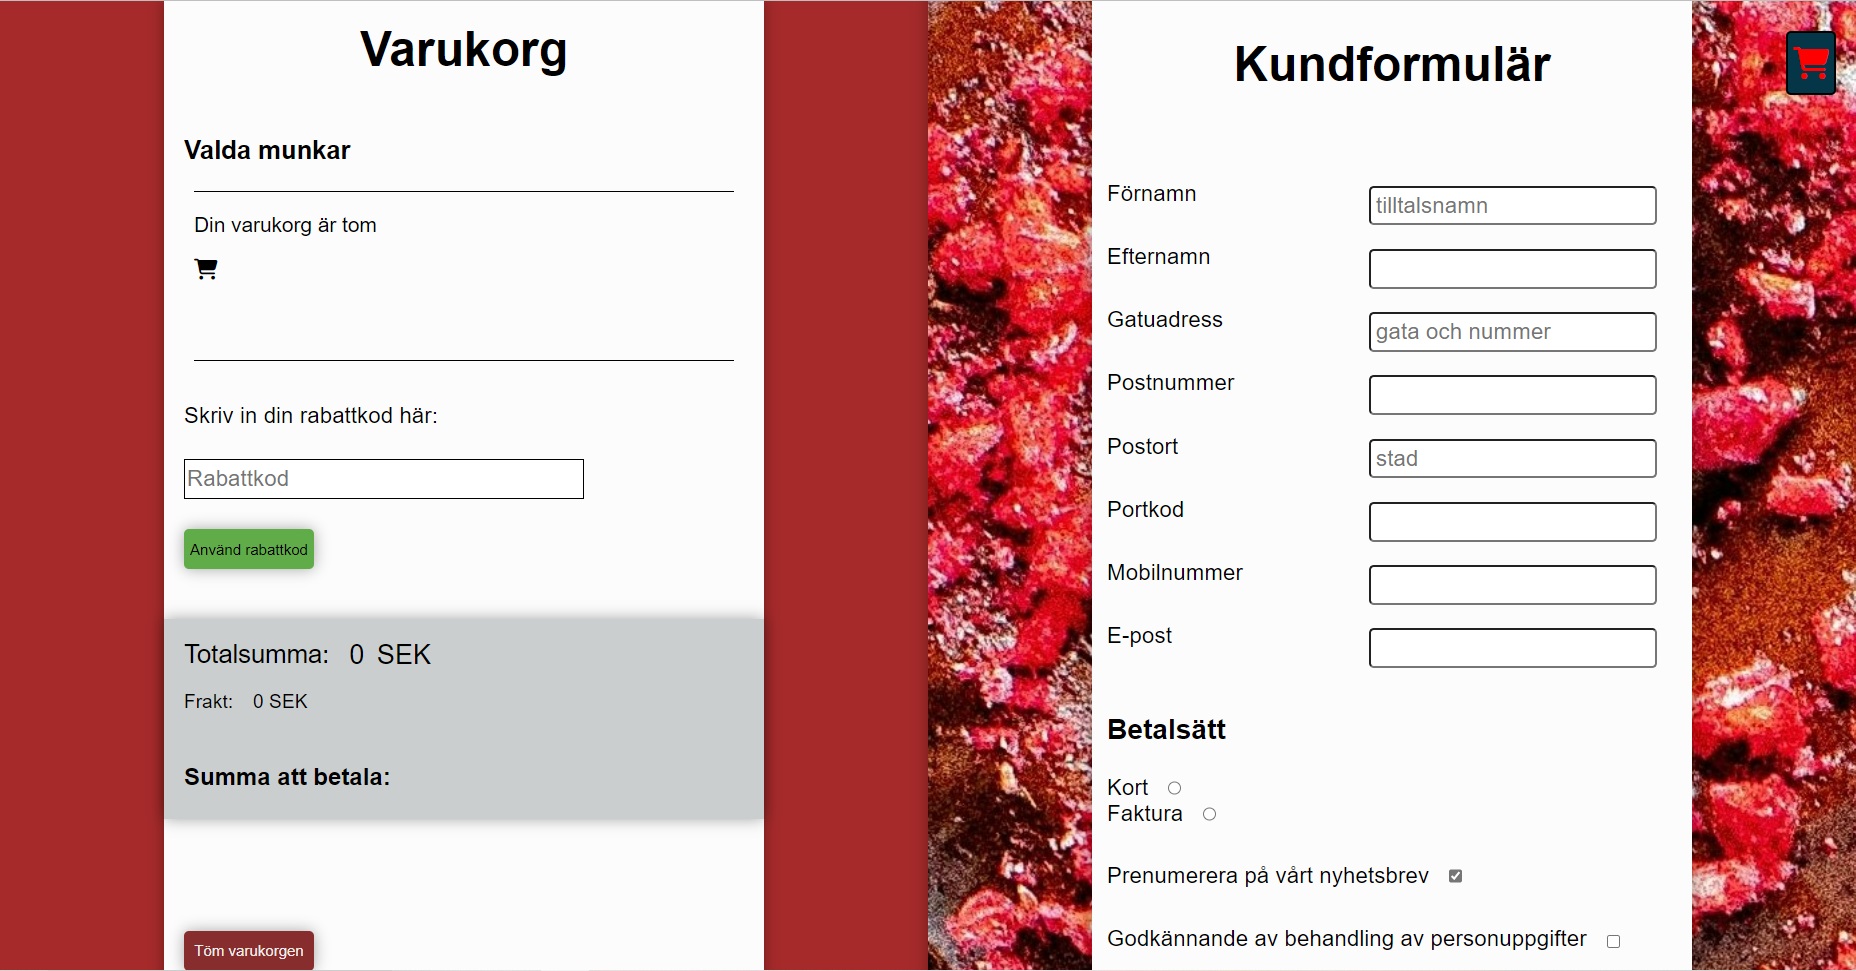 Varukorg
Valda munkar
Din varukorg är tom
Skriv in din rabattkod här:
Rabattkod
Använd rabattkod
Totalsumma: 0 SEK
Frakt: 0 SEK
Summa att betala:
Töm varukorgen
Kundformulär
Förnamn tilltalsnamn
Efternamn
Gatuadress gata och nummer
Postnummer
Postort stad
Portkod
Mobilnummer
E-post
Betalsätt
Kort
Faktura
Prenumerera på vårt nyhetsbrev
Godkännande av behandling av personuppgifter